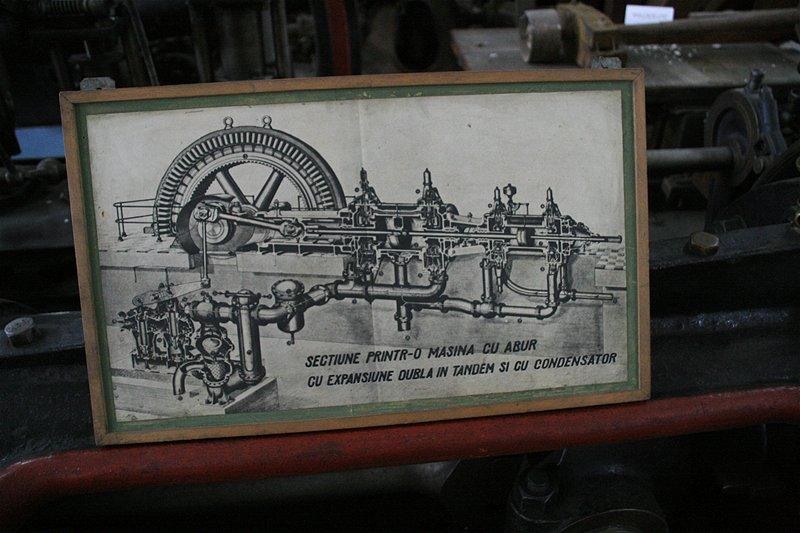 SECTIUNE PRINTR-O MASINA CU ABUR
CU EXPANSIUNE DUBLA IN TANDEM SI CU CONDENSATOR